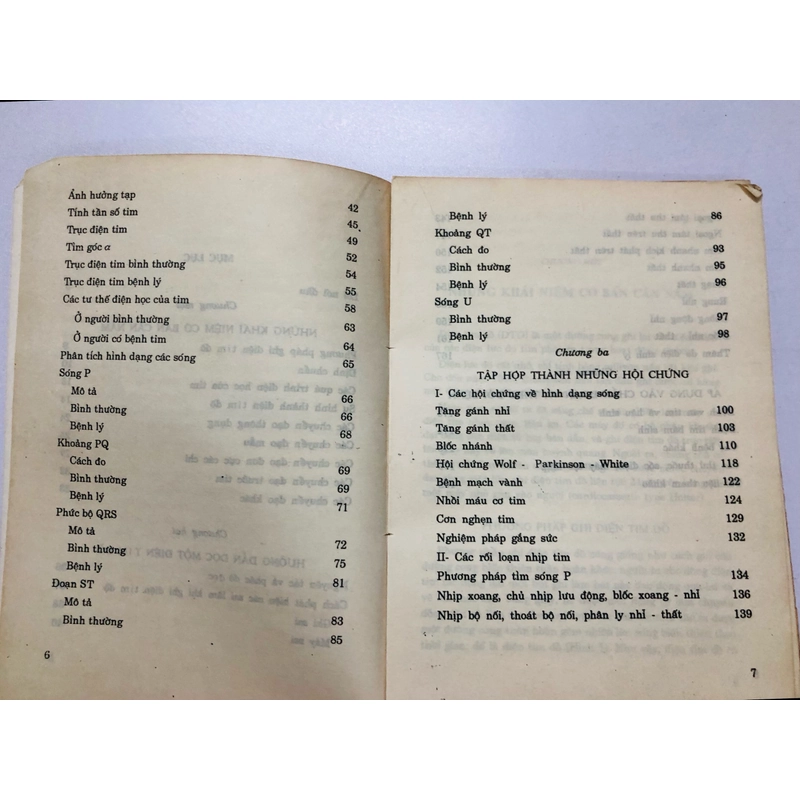 Ảnh hưởng tạp 42
Tính tần số tim 45
Trục điện tim 49
Tìm góc α 52
Trục điện tim bình thường 54
Trục điện tim bệnh lý 55
Các tư thế điện học của tim 58
Ở người bình thường 63
Ở người có bệnh tim 64
Phân tích hình dạng các sóng 65
Sóng P
Mô tả 66
Bình thường 66
Bệnh lý 68
Khoảng PQ
Cách đo 69
Bình thường 69
Bệnh lý 71
Phức bộ QRS
Mô tả 72
Bình thường 75
Bệnh lý 81
Đoạn ST
Mô tả 83
Bình thường 85
6
Bệnh lý 86
Khoảng QT
Cách đo 93
Bình thường 95
Bệnh lý 96
Sóng U
Bình thường 97
Bệnh lý 98
Chương ba
TẬP HỢP THÀNH NHỮNG HỘI CHỨNG
I- Các hội chứng về hình dạng sóng
Tăng gánh nhĩ 100
Tăng gánh thất 103
Blốc nhánh 110
Hội chứng Wolf - Parkinson - White 118
Bệnh mạch vành 122
Nhồi máu cơ tim 124
Cơn nghẹn tim 129
Nghiệm pháp gắng sức 132
II- Các rối loạn nhịp tim
Phương pháp tìm sóng P 134
Nhịp xoang, chủ nhịp lưu động, blốc xoang - nhĩ 136
Nhịp bộ nối, thoát bộ nối, phân ly nhĩ - thất 139
7